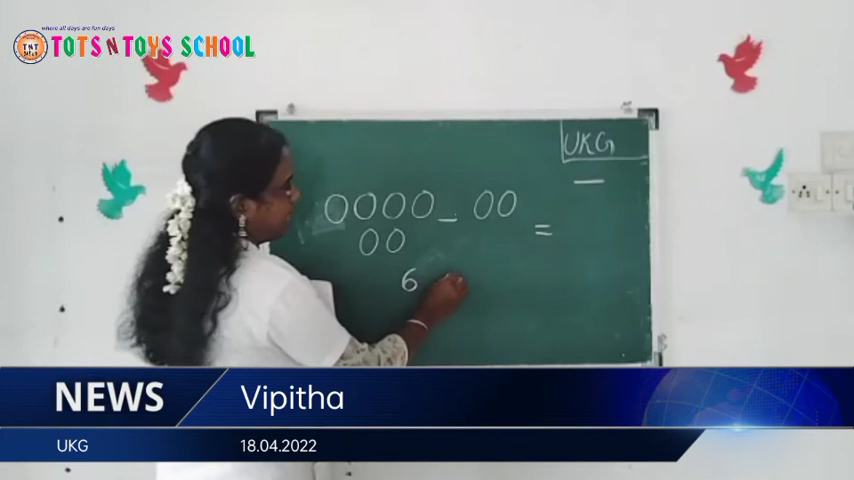 where all days are fun days
TNT
TOTS N TOYS SCHOOL
UKG
—
0000 _ 00
00
=
6
NEWS
Vipitha
UKG
18.04.2022